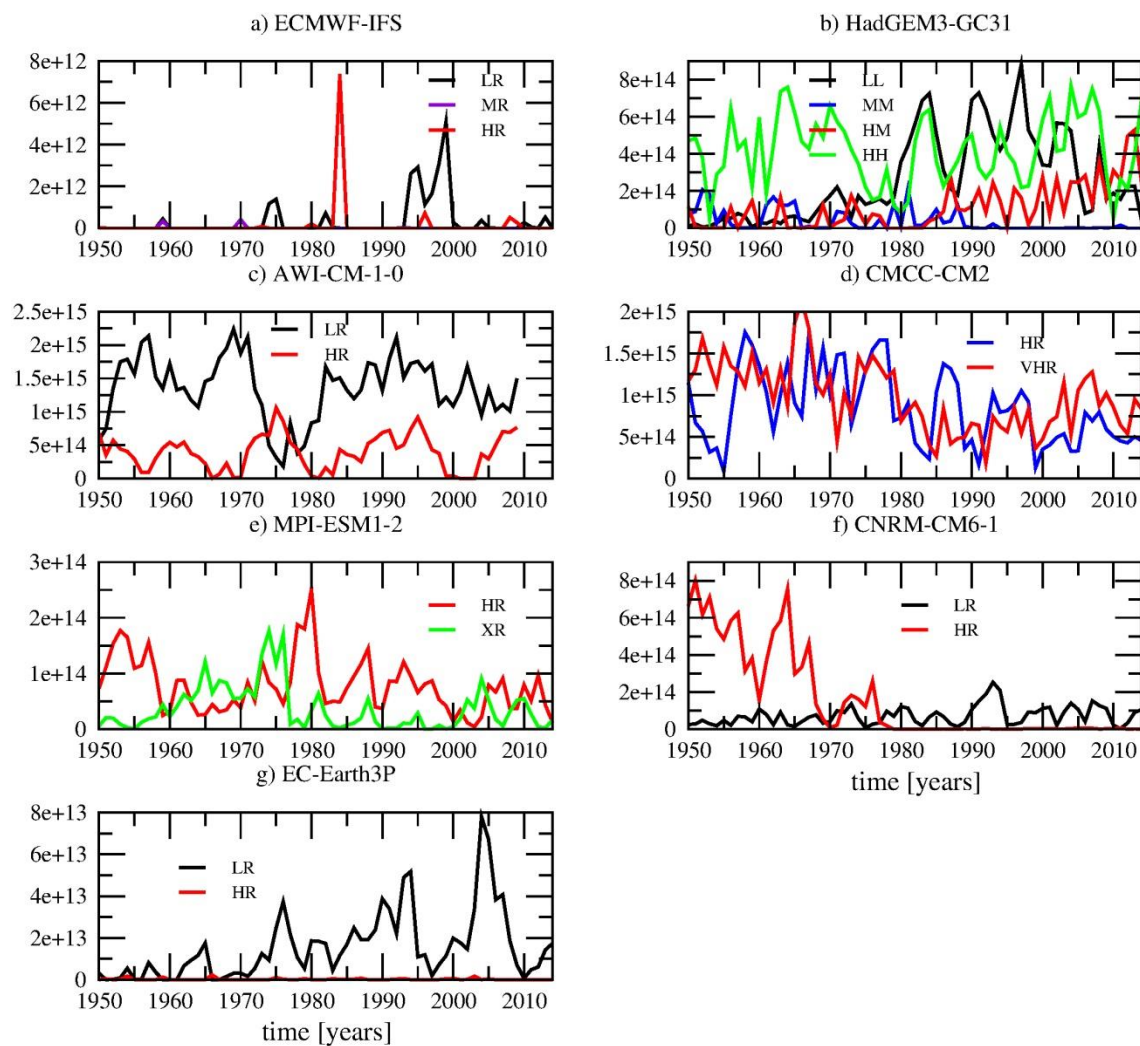 a) ECMWF-IFS
8e+12
6e+12
4e+12
2e+12
0
LR
MR
HR
1950 1960 1970 1980 1990 2000 2010
b) HadGEM3-GC31
8e+14
6e+14
4e+14
2e+14
0
LL
MM
HM
HH
1950 1960 1970 1980 1990 2000 2010
c) AWI-CM-1-0
2.5e+15
2e+15
1.5e+15
1e+15
5e+14
0
LR
HR
1950 1960 1970 1980 1990 2000 2010
d) CMCC-CM2
2e+15
1.5e+15
1e+15
5e+14
0
HR
VHR
1950 1960 1970 1980 1990 2000 2010
e) MPI-ESM1-2
3e+14
2e+14
1e+14
0
HR
XR
1950 1960 1970 1980 1990 2000 2010
f) CNRM-CM6-1
8e+14
6e+14
4e+14
2e+14
0
LR
HR
1950 1960 1970 1980 1990 2000 2010
time [years]
g) EC-Earth3P
8e+13
6e+13
4e+13
2e+13
0
LR
HR
1950 1960 1970 1980 1990 2000 2010
time [years]